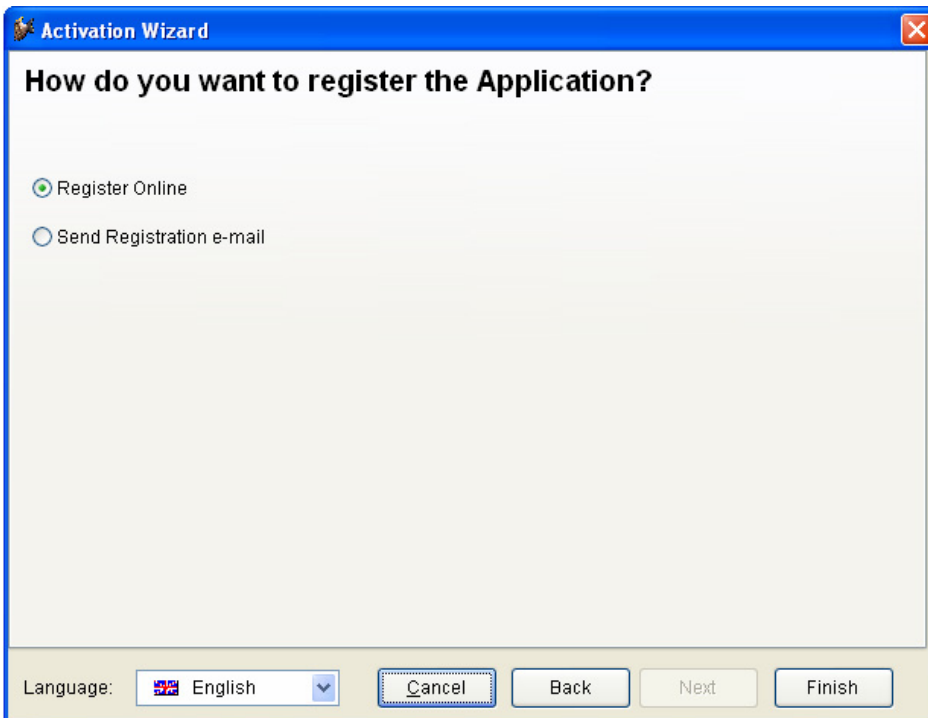 Activation Wizard
How do you want to register the Application?
Register Online
Send Registration e-mail
Language: English Cancel Back Next Finish